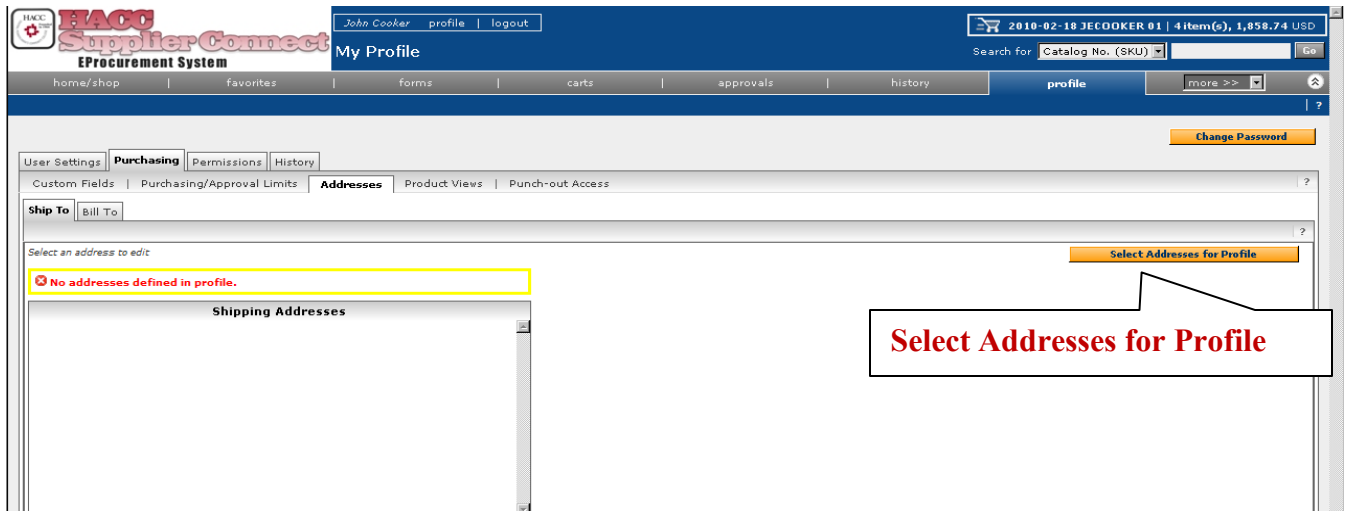 HACC
HACC
Supplier Connect
EProcurement System
John Cooker profile | logout
My Profile
2010-02-18 JECOOKER 01 | 4 item(s), 1,858.74 USD
Search for Catalog No. (SKU) Go
home/shop | favorites | forms | carts | approvals | history profile more >>
| ?
Change Password
User Settings Purchasing Permissions History
Custom Fields | Purchasing/Approval Limits Addresses Product Views | Punch-out Access ?
Ship To Bill To
?
Select an address to edit
Select Addresses for Profile
No addresses defined in profile.
Shipping Addresses
Select Addresses for Profile